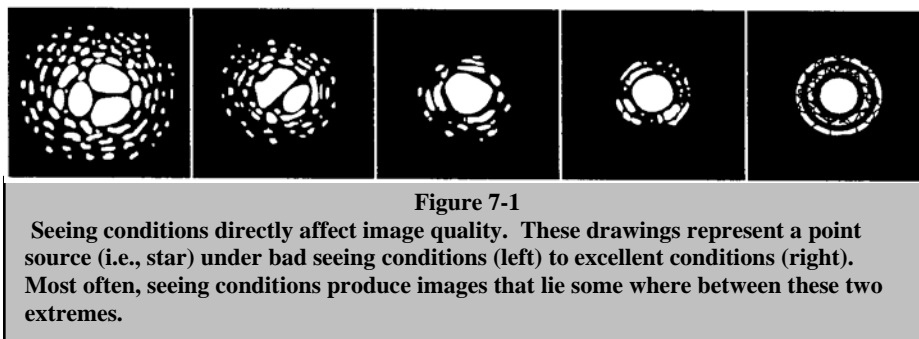 Figure 7-1
Seeing conditions directly affect image quality.  These drawings represent a point
source (i.e., star) under bad seeing conditions (left) to excellent conditions (right).
Most often, seeing conditions produce images that lie some where between these two
extremes.